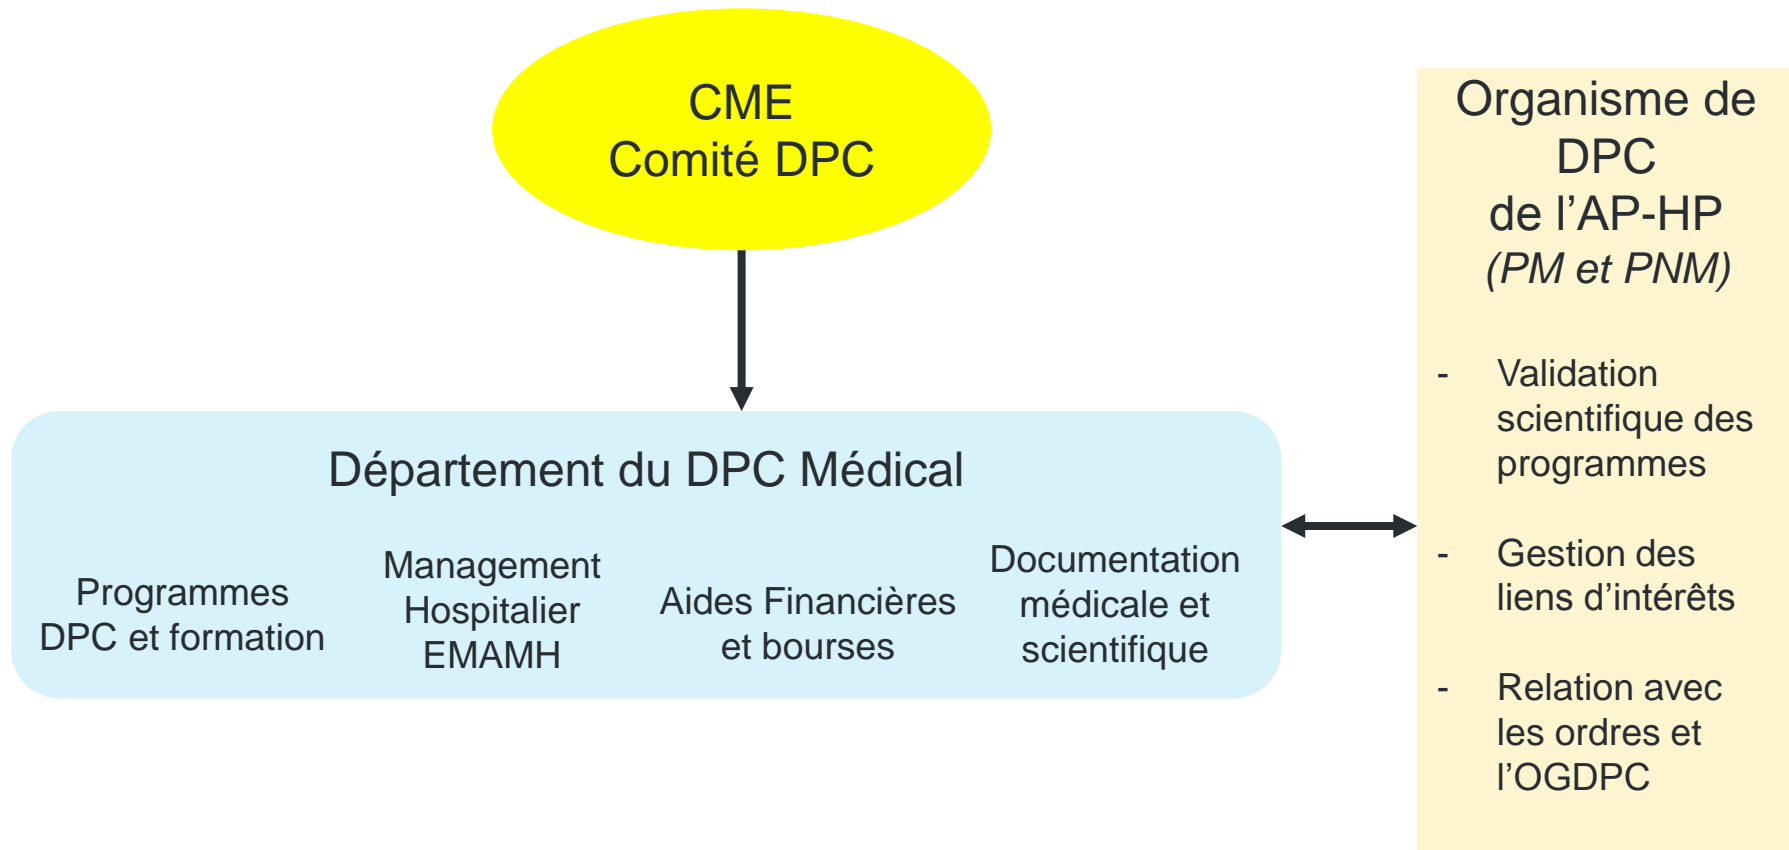 CME
Comité DPC
Organisme de
DPC
de l’AP-HP
(PM et PNM)
- Validation
scientifique des
programmes
- Gestion des
liens d’intérêts
- Relation avec
les ordres et
l’OGDPC
Département du DPC Médical
Programmes
DPC et formation
Management
Hospitalier
EMAMH
Aides Financières
et bourses
Documentation
médicale et
scientifique